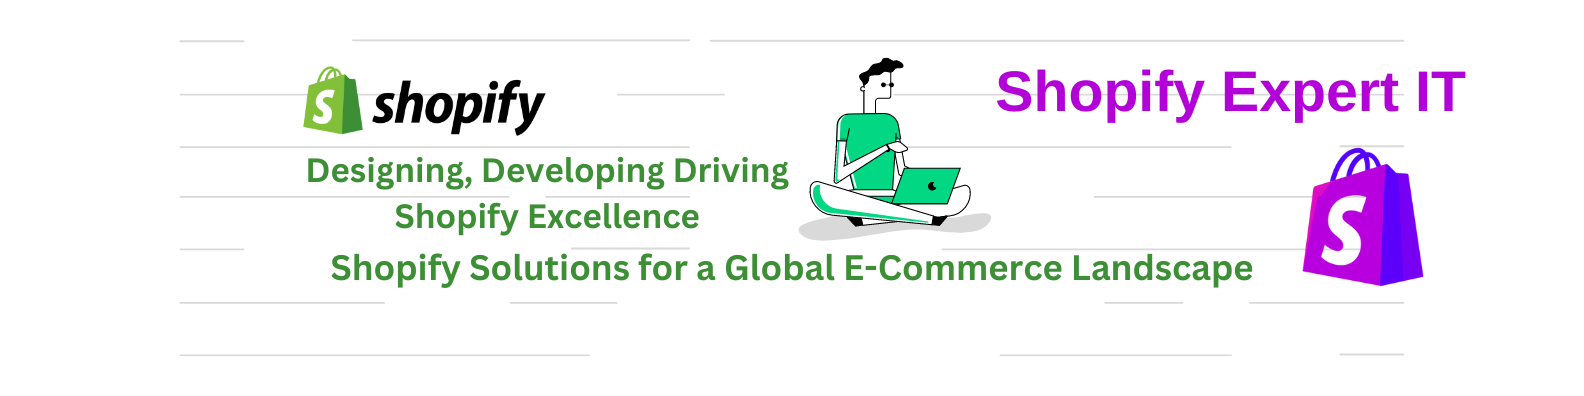 shopify
Shopify Expert IT
Designing, Developing Driving
Shopify Excellence
Shopify Solutions for a Global E-Commerce Landscape
S
S